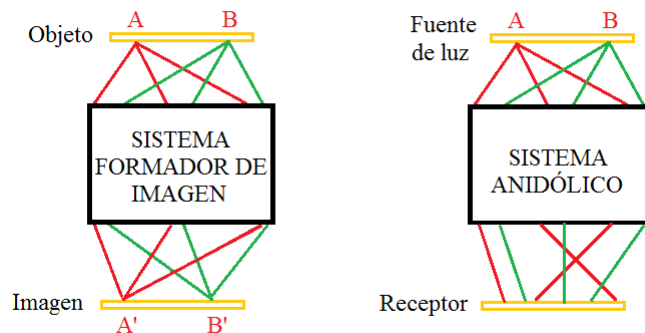 Objeto
A
B
SISTEMA
FORMADOR DE
IMAGEN
Imagen
A'
B'
Fuente
de luz
A
B
SISTEMA
ANIDÓLICO
Receptor